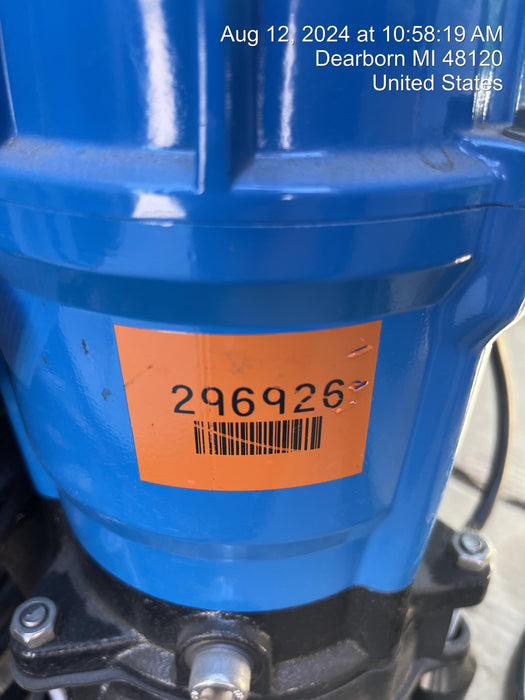 Aug 12, 2024 at 10:58:19 AM
Dearborn MI 48120
United States
296926